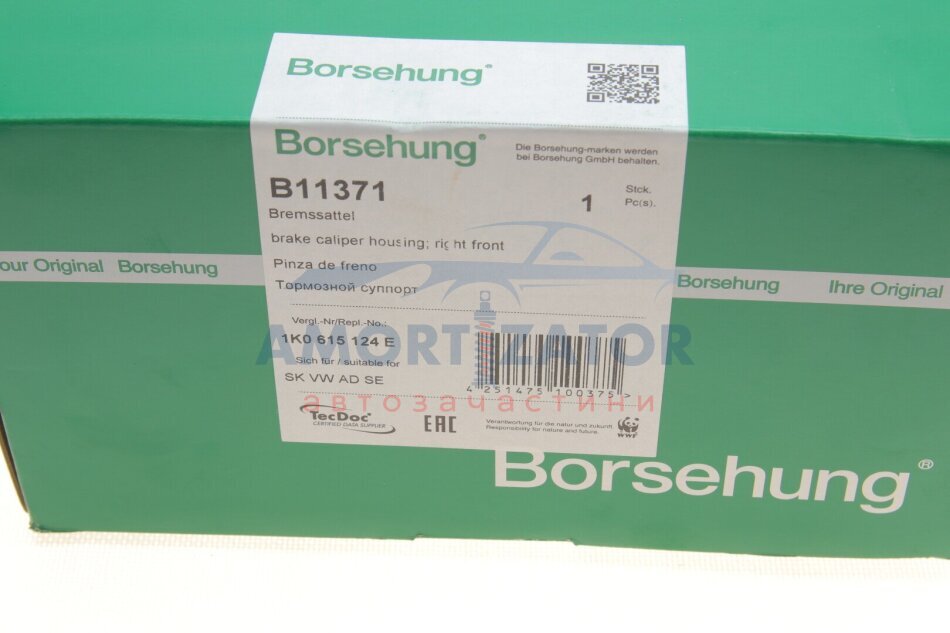 Borsehung®
Borsehung®
Die Borsehung-marken werden
bei Borsehung GmbH behalten.
B11371
1
Stck.
Pc(s).
Bremssattel
brake caliper housing; right front
Pinza de freno
Тормозной суппорт
our Original Borsehung
Borsehung Ihre Original
Vergl.-Nr/Repl.-No.:
1K0 615 124 E
AMORTIZATOR
Sich für / suitable for
SK VW AD SE
4 251475 100375 >
автозачастини
TecDoc
CERTIFIED DATA SUPPLIER
EAC
Verantwortung für die natur und zukunft.
Responsibility for nature and future.
WWF
Borsehung®